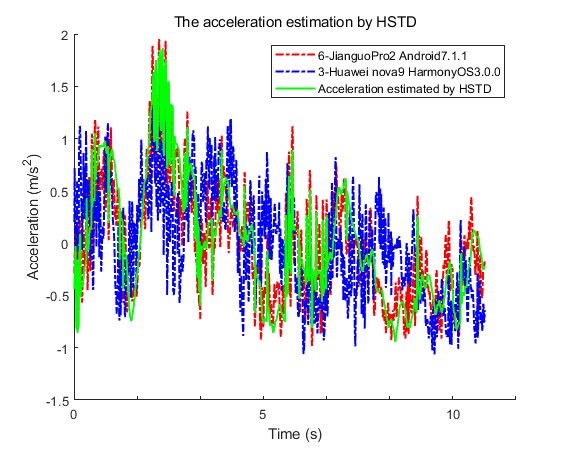 The acceleration estimation by HSTD
6-JianguoPro2 Android7.1.1
3-Huawei nova9 HarmonyOS3.0.0
Acceleration estimated by HSTD
2
1.5
1
0.5
0
-0.5
-1
-1.5
Acceleration (m/s²)
0 5 10
Time (s)